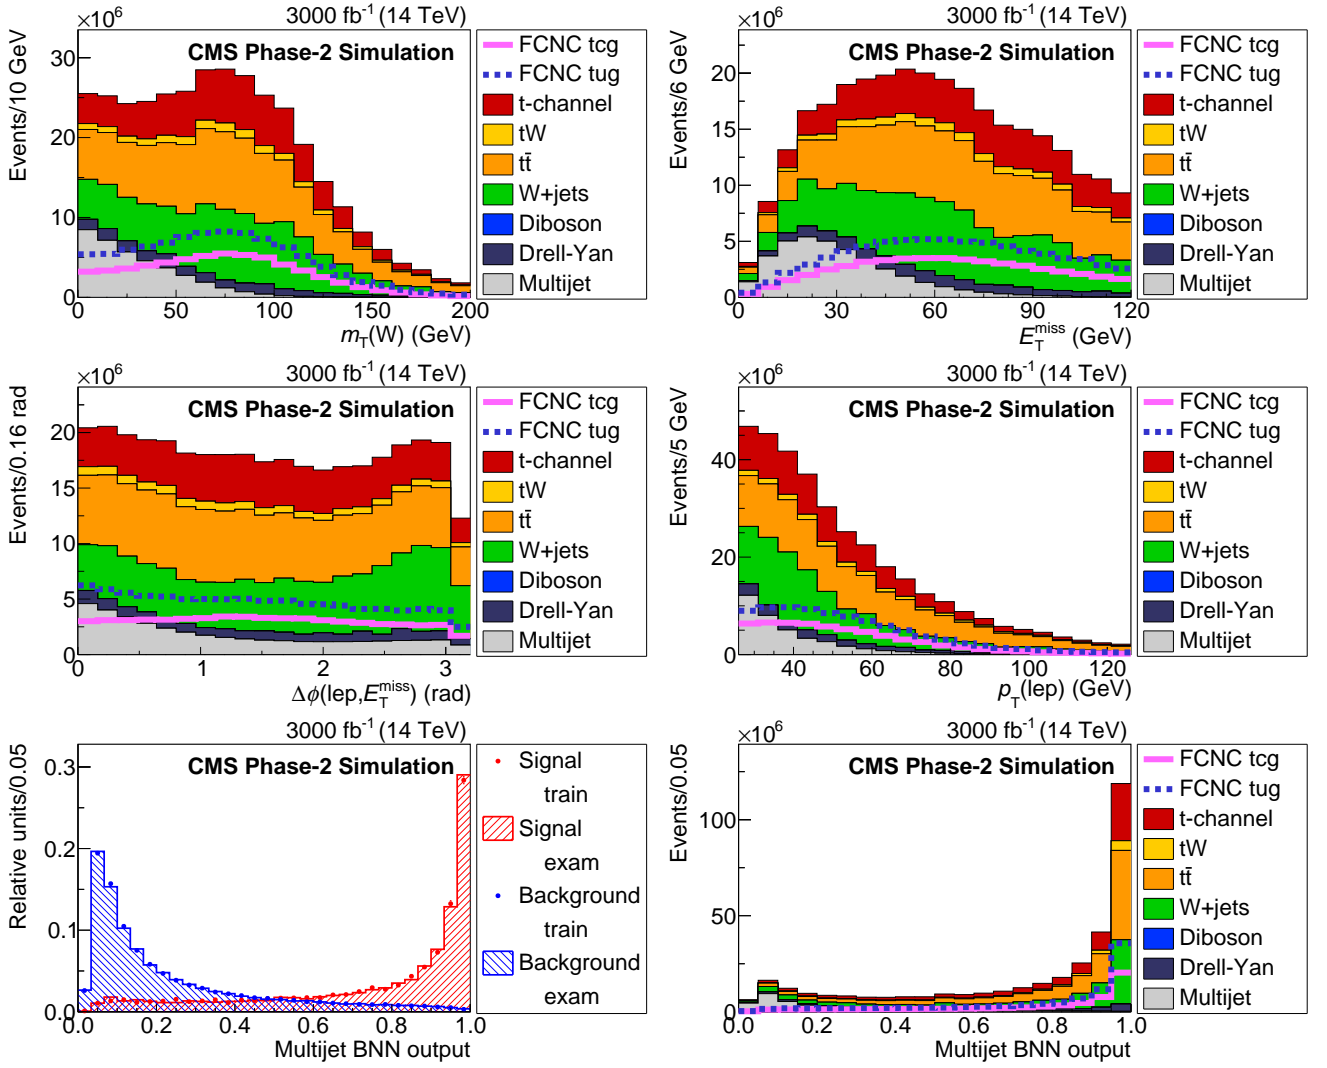 ×10⁶ 3000 fb⁻¹ (14 TeV)
CMS Phase-2 Simulation
Events/10 GeV
30
20
10
0
0 50 100 150 200
m_T(W) (GeV)
FCNC tcg
FCNC tug
t-channel
tW
tt̄
W+jets
Diboson
Drell-Yan
Multijet
×10⁶ 3000 fb⁻¹ (14 TeV)
CMS Phase-2 Simulation
Events/6 GeV
20
15
10
5
0
0 30 60 90 120
E_T^miss (GeV)
FCNC tcg
FCNC tug
t-channel
tW
tt̄
W+jets
Diboson
Drell-Yan
Multijet
×10⁶ 3000 fb⁻¹ (14 TeV)
CMS Phase-2 Simulation
Events/0.16 rad
20
15
10
5
0
0 1 2 3
Δϕ(lep,E_T^miss) (rad)
FCNC tcg
FCNC tug
t-channel
tW
tt̄
W+jets
Diboson
Drell-Yan
Multijet
×10⁶ 3000 fb⁻¹ (14 TeV)
CMS Phase-2 Simulation
Events/5 GeV
40
20
0
40 60 80 100 120
p_T(lep) (GeV)
FCNC tcg
FCNC tug
t-channel
tW
tt̄
W+jets
Diboson
Drell-Yan
Multijet
3000 fb⁻¹ (14 TeV)
CMS Phase-2 Simulation
Relative units/0.05
0.3
0.2
0.1
0.0
0.0 0.2 0.4 0.6 0.8 1.0
Multijet BNN output
Signal
train
Signal
exam
Background
train
Background
exam
×10⁶ 3000 fb⁻¹ (14 TeV)
CMS Phase-2 Simulation
Events/0.05
100
50
0
0.0 0.2 0.4 0.6 0.8 1.0
Multijet BNN output
FCNC tcg
FCNC tug
t-channel
tW
tt̄
W+jets
Diboson
Drell-Yan
Multijet